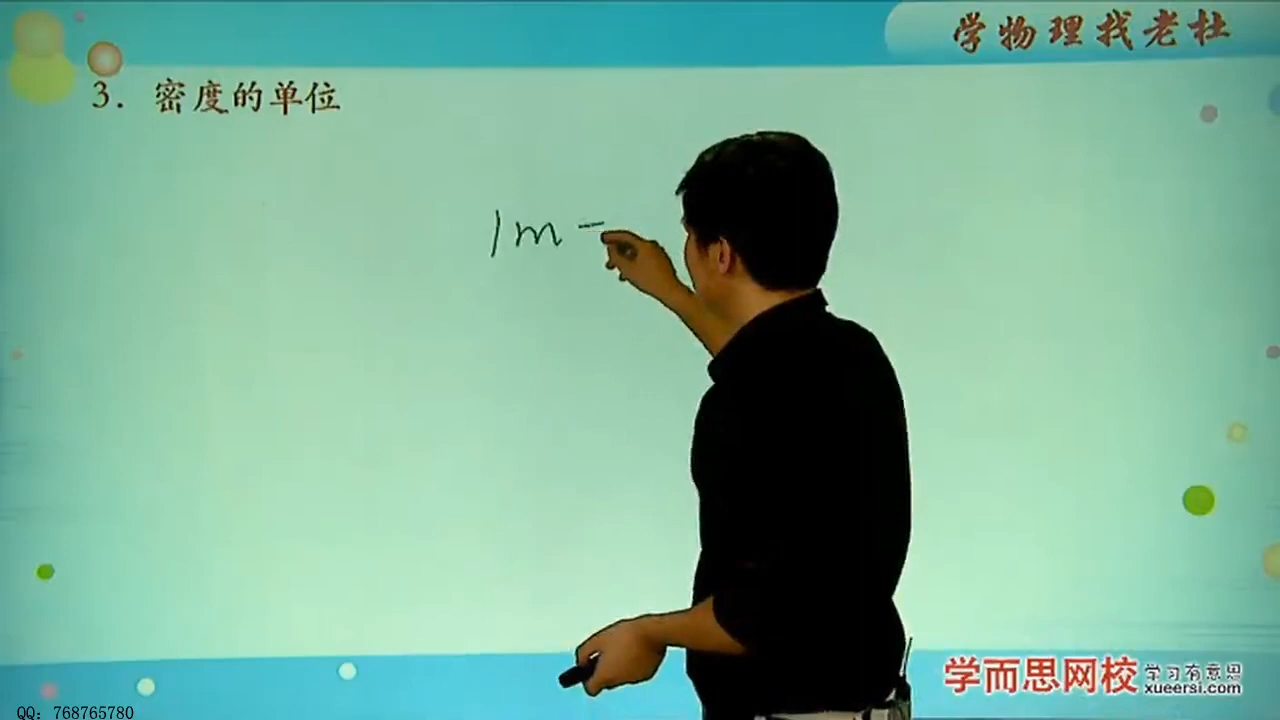 学物理找老杜
3. 密度的单位
1m =
学而思网校 学习有意思
xueersi.com
QQ: 768765780